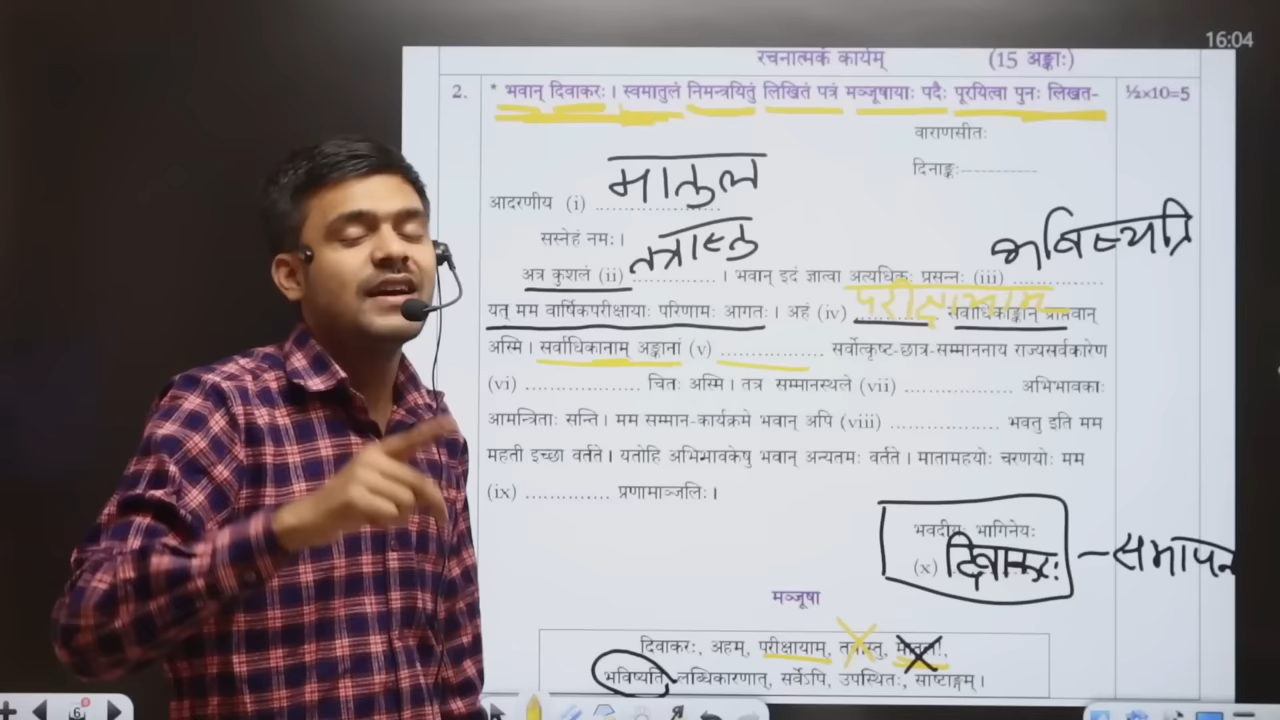 16:04
रचनात्मकं कार्यम् (15 अङ्काः)
2. * भवान् दिवाकरः। स्वमातुलं निमन्त्रयितुं लिखितं पत्रं मञ्जूषायाः पदैः पूरयित्वा पुनः लिखत- ½x10=5
वाराणसीतः
दिनाङ्कः-----------
आदरणीय (i) .................... मातुल
सस्नेहं नमः।
तत्रास्तु
अत्र कुशलं (ii) ................ । भवान् इदं ज्ञात्वा अत्यधिकः प्रसन्नः (iii) ................ भविष्यति
यत् मम वार्षिकपरीक्षायाः परिणामः आगतः। अहं (iv) ............ परीक्षायाम् सर्वाधिकाङ्कान् प्राप्तवान्
अस्मि। सर्वाधिकानाम् अङ्कानां (v) .................. सर्वोत्कृष्ट-छात्र-सम्माननाय राज्यसर्वकारेण
(vi) .................... चितः अस्मि। तत्र सम्मानस्थले (vii) ................... अभिभावकाः
आमन्त्रिताः सन्ति। मम सम्मान-कार्यक्रमे भवान् अपि (viii) ................... भवतु इति मम
महती इच्छा वर्तते। यतोहि अभिभावकेषु भवान् अन्यतमः वर्तते। मातामहयोः चरणयोः मम
(ix) .............. प्रणामाञ्जलिः।
भवदीयः भागिनेयः
(x) दिवाकरः – समापन
मञ्जूषा
दिवाकरः, अहम्, परीक्षायाम्, तत्रास्तु, मातुल!,
भविष्यति, लब्धिकारणात्, सर्वेऽपि, उपस्थितः, साष्टाङ्गम्।
6